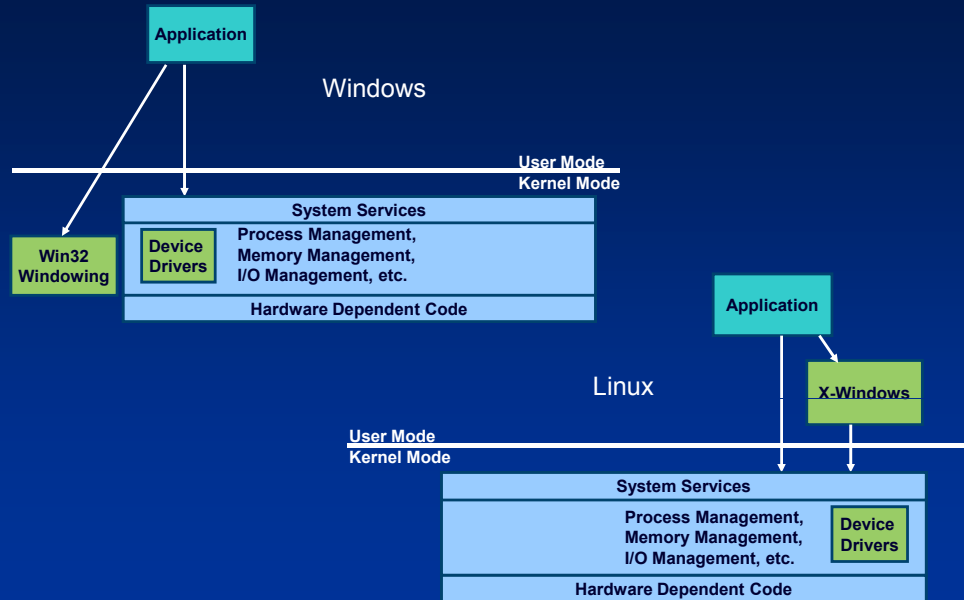 Application
Windows
User Mode
Kernel Mode
System Services
Win32
Windowing
Device
Drivers
Process Management,
Memory Management,
I/O Management, etc.
Hardware Dependent Code
Application
Linux
X-Windows
User Mode
Kernel Mode
System Services
Process Management,
Memory Management,
I/O Management, etc.
Device
Drivers
Hardware Dependent Code